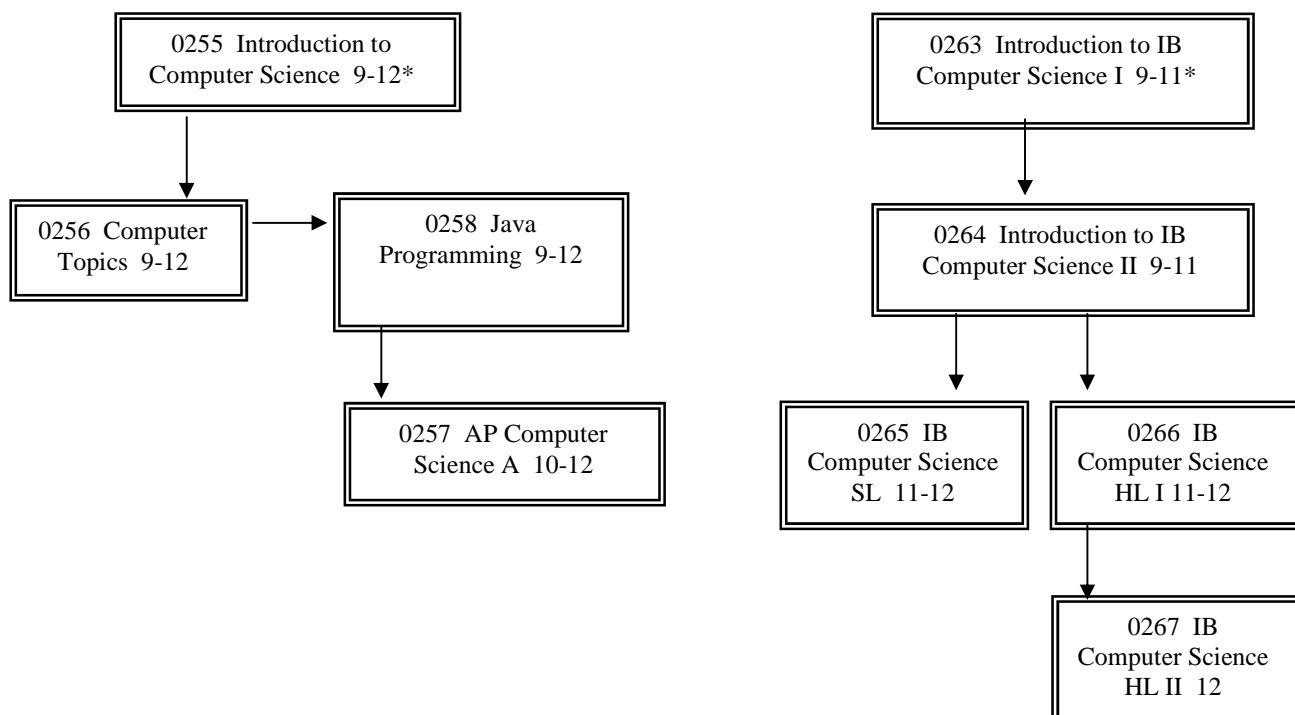 0255 Introduction to
Computer Science 9-12*
0263 Introduction to IB
Computer Science I 9-11*
0256 Computer
Topics 9-12
0258 Java
Programming 9-12
0264 Introduction to IB
Computer Science II 9-11
0257 AP Computer
Science A 10-12
0265 IB
Computer Science
SL 11-12
0266 IB
Computer Science
HL I 11-12
0267 IB
Computer Science
HL II 12